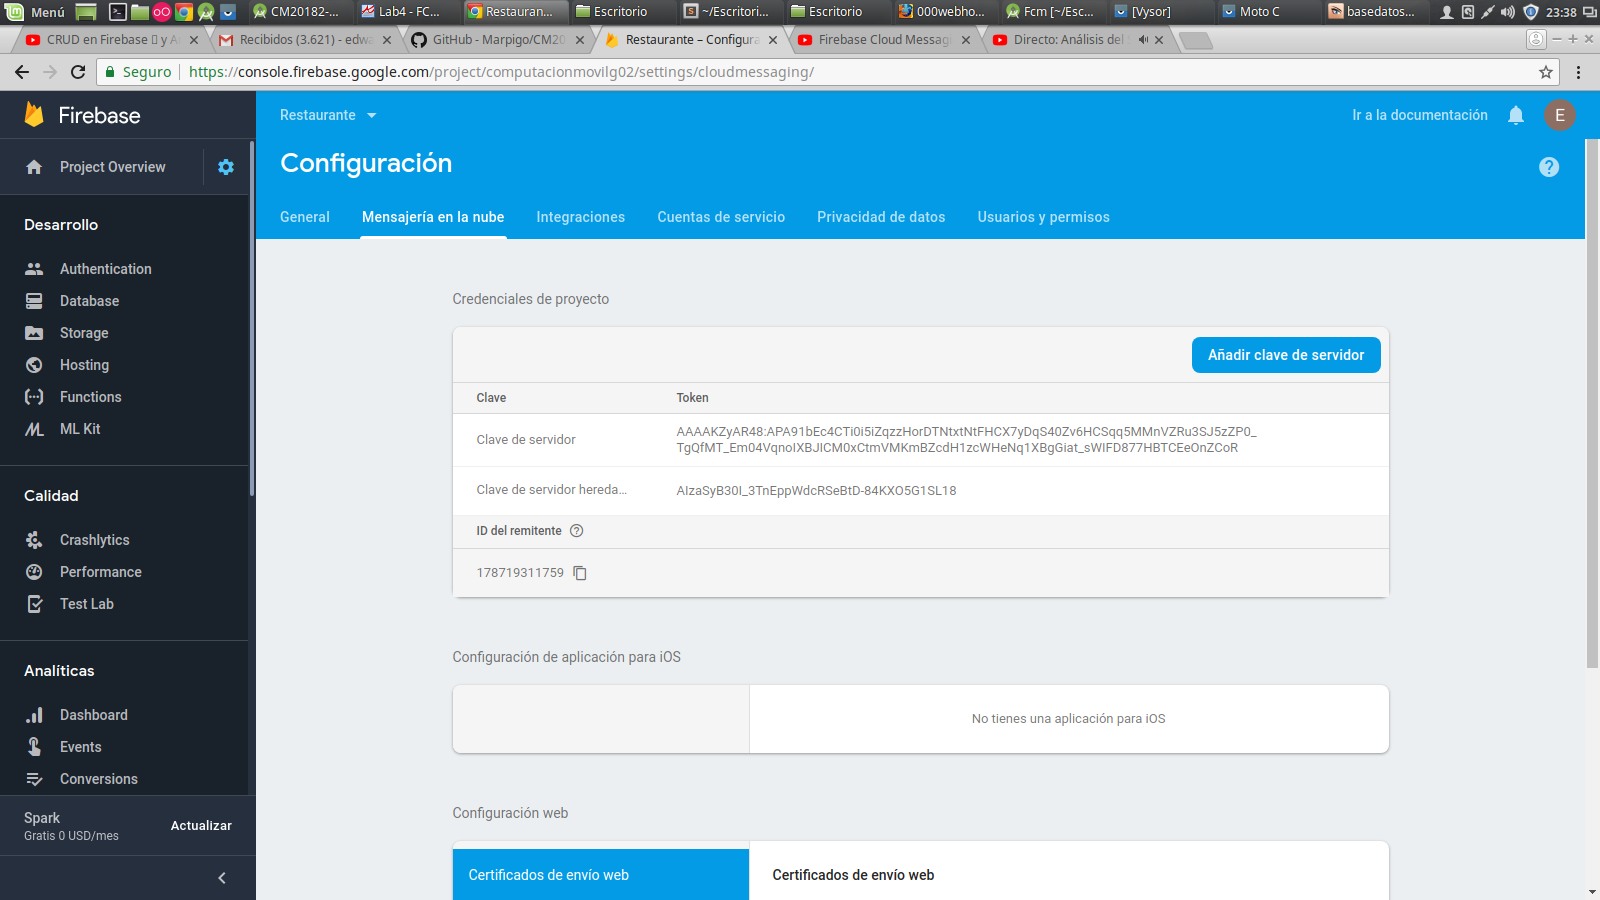 Menú
CM20182-...
Lab4 - FC...
Restauran...
Escritorio
~/Escritori...
Escritorio
000webho...
Fcm [~/Esc...
[Vysor]
Moto C
basedatos...
23:38
CRUD en Firebase
Recibidos (3.621) - edwa
GitHub - Marpigo/CM20
Restaurante – Configura
Firebase Cloud Messag
Directo: Análisis del
Seguro
https://console.firebase.google.com/project/computacionmovilg02/settings/cloudmessaging/
Firebase
Restaurante
Ir a la documentación
E
Project Overview
Configuración
General
Mensajería en la nube
Integraciones
Cuentas de servicio
Privacidad de datos
Usuarios y permisos
Desarrollo
Authentication
Database
Storage
Hosting
Functions
ML Kit
Calidad
Crashlytics
Performance
Test Lab
Analíticas
Dashboard
Events
Conversions
Spark
Gratis 0 USD/mes
Actualizar
Credenciales de proyecto
Añadir clave de servidor
Clave Token
Clave de servidor
AAAAKZyAR48:APA91bEc4CTi0i5iZqzzHorDTNtxtNtFHCX7yDqS40Zv6HCSqq5MMnVZRu3SJ5zZP0_
TgQfMT_Em04VqnoIXBJICM0xCtmVMKmBZcdH1zcWHeNq1XBgGiat_sWIFD877HBTCEeOnZCoR
Clave de servidor hereda... AIzaSyB30I_3TnEppWdcRSeBtD-84KXO5G1SL18
ID del remitente
178719311759
Configuración de aplicación para iOS
No tienes una aplicación para iOS
Configuración web
Certificados de envío web
Certificados de envío web